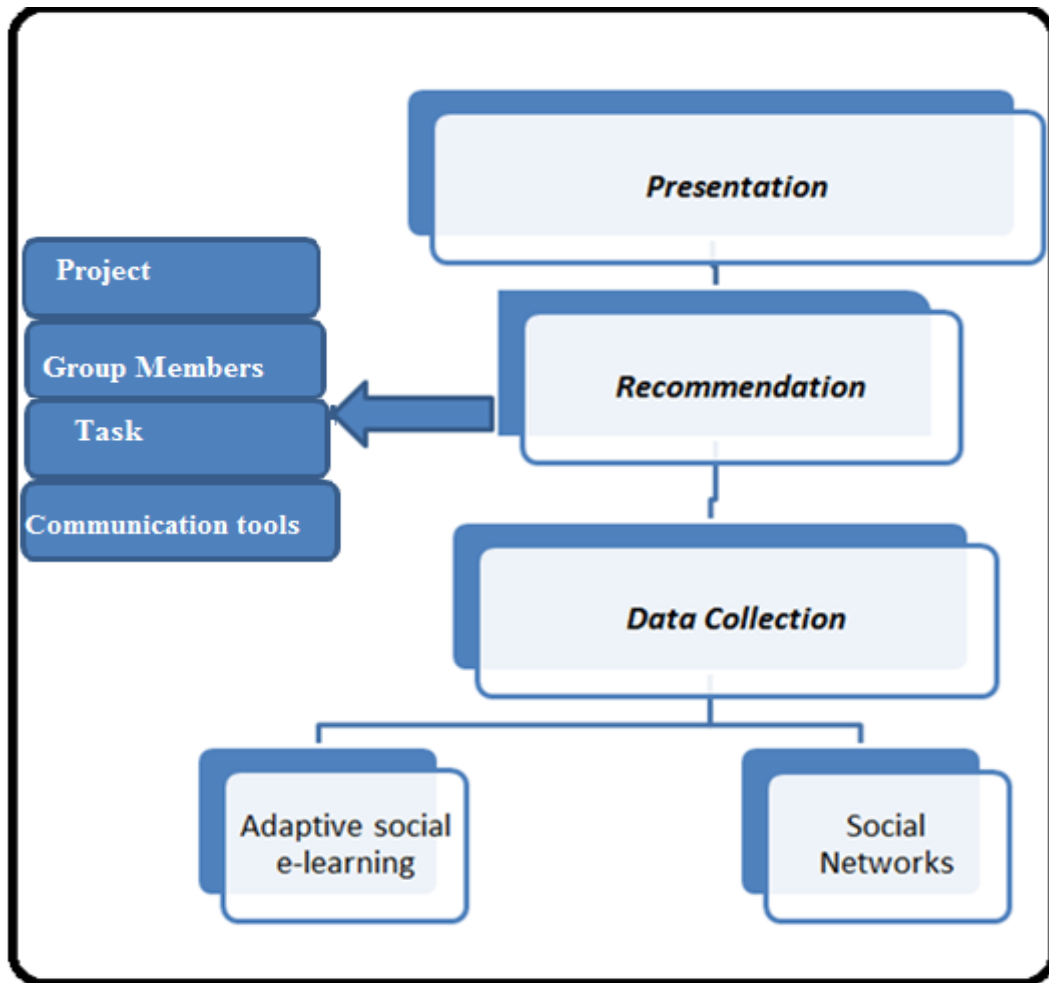 Presentation
Project
Group Members
Task
Communication tools
Recommendation
Data Collection
Adaptive social
e-learning
Social
Networks